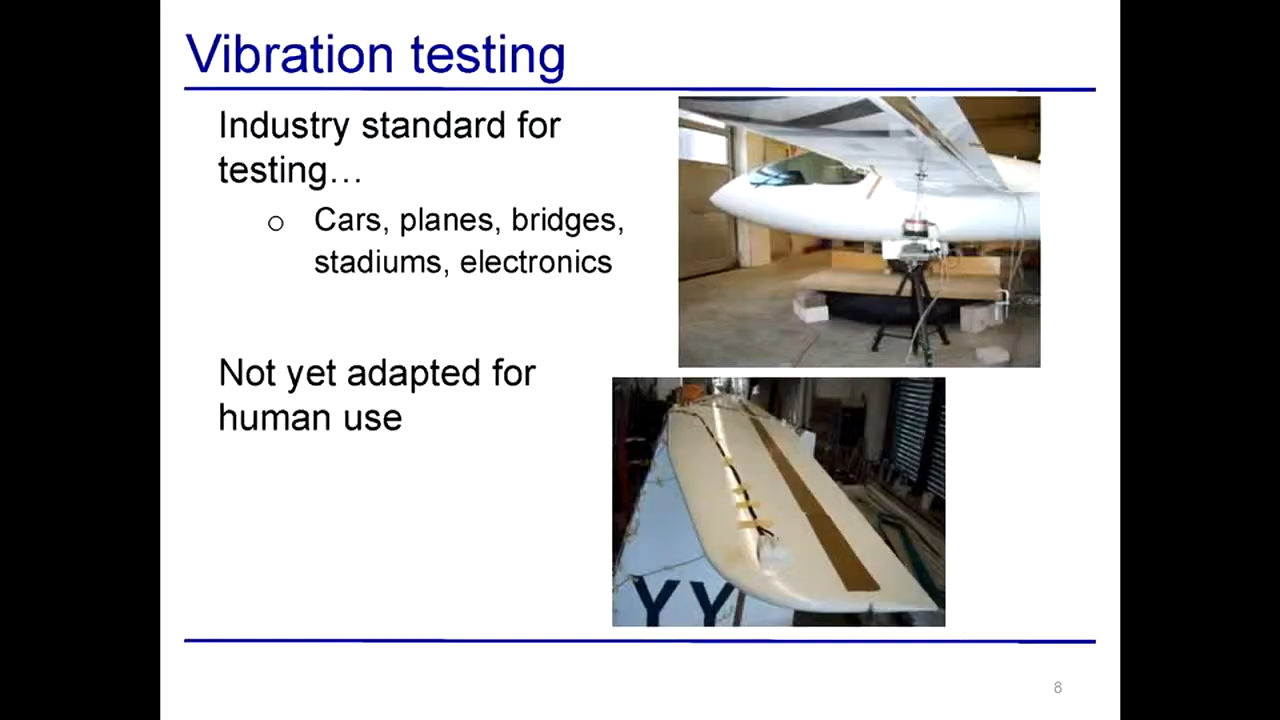 Vibration testing
Industry standard for
testing…
o Cars, planes, bridges,
stadiums, electronics
Not yet adapted for
human use
YY
8